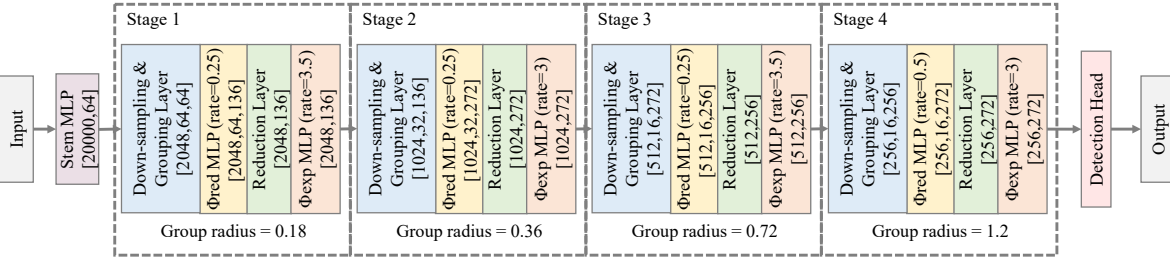 Input
Stem MLP
[20000,64]
Stage 1
Down-sampling &
Grouping Layer
[2048,64,64]
Φred MLP (rate=0.25)
[2048,64,136]
Reduction Layer
[2048,136]
Φexp MLP (rate=3.5)
[2048,136]
Group radius = 0.18
Stage 2
Down-sampling &
Grouping Layer
[1024,32,136]
Φred MLP (rate=0.25)
[1024,32,272]
Reduction Layer
[1024,272]
Φexp MLP (rate=3)
[1024,272]
Group radius = 0.36
Stage 3
Down-sampling &
Grouping Layer
[512,16,272]
Φred MLP (rate=0.25)
[512,16,256]
Reduction Layer
[512,256]
Φexp MLP (rate=3.5)
[512,256]
Group radius = 0.72
Stage 4
Down-sampling &
Grouping Layer
[256,16,256]
Φred MLP (rate=0.5)
[256,16,272]
Reduction Layer
[256,272]
Φexp MLP (rate=3)
[256,272]
Group radius = 1.2
Detection Head
Output